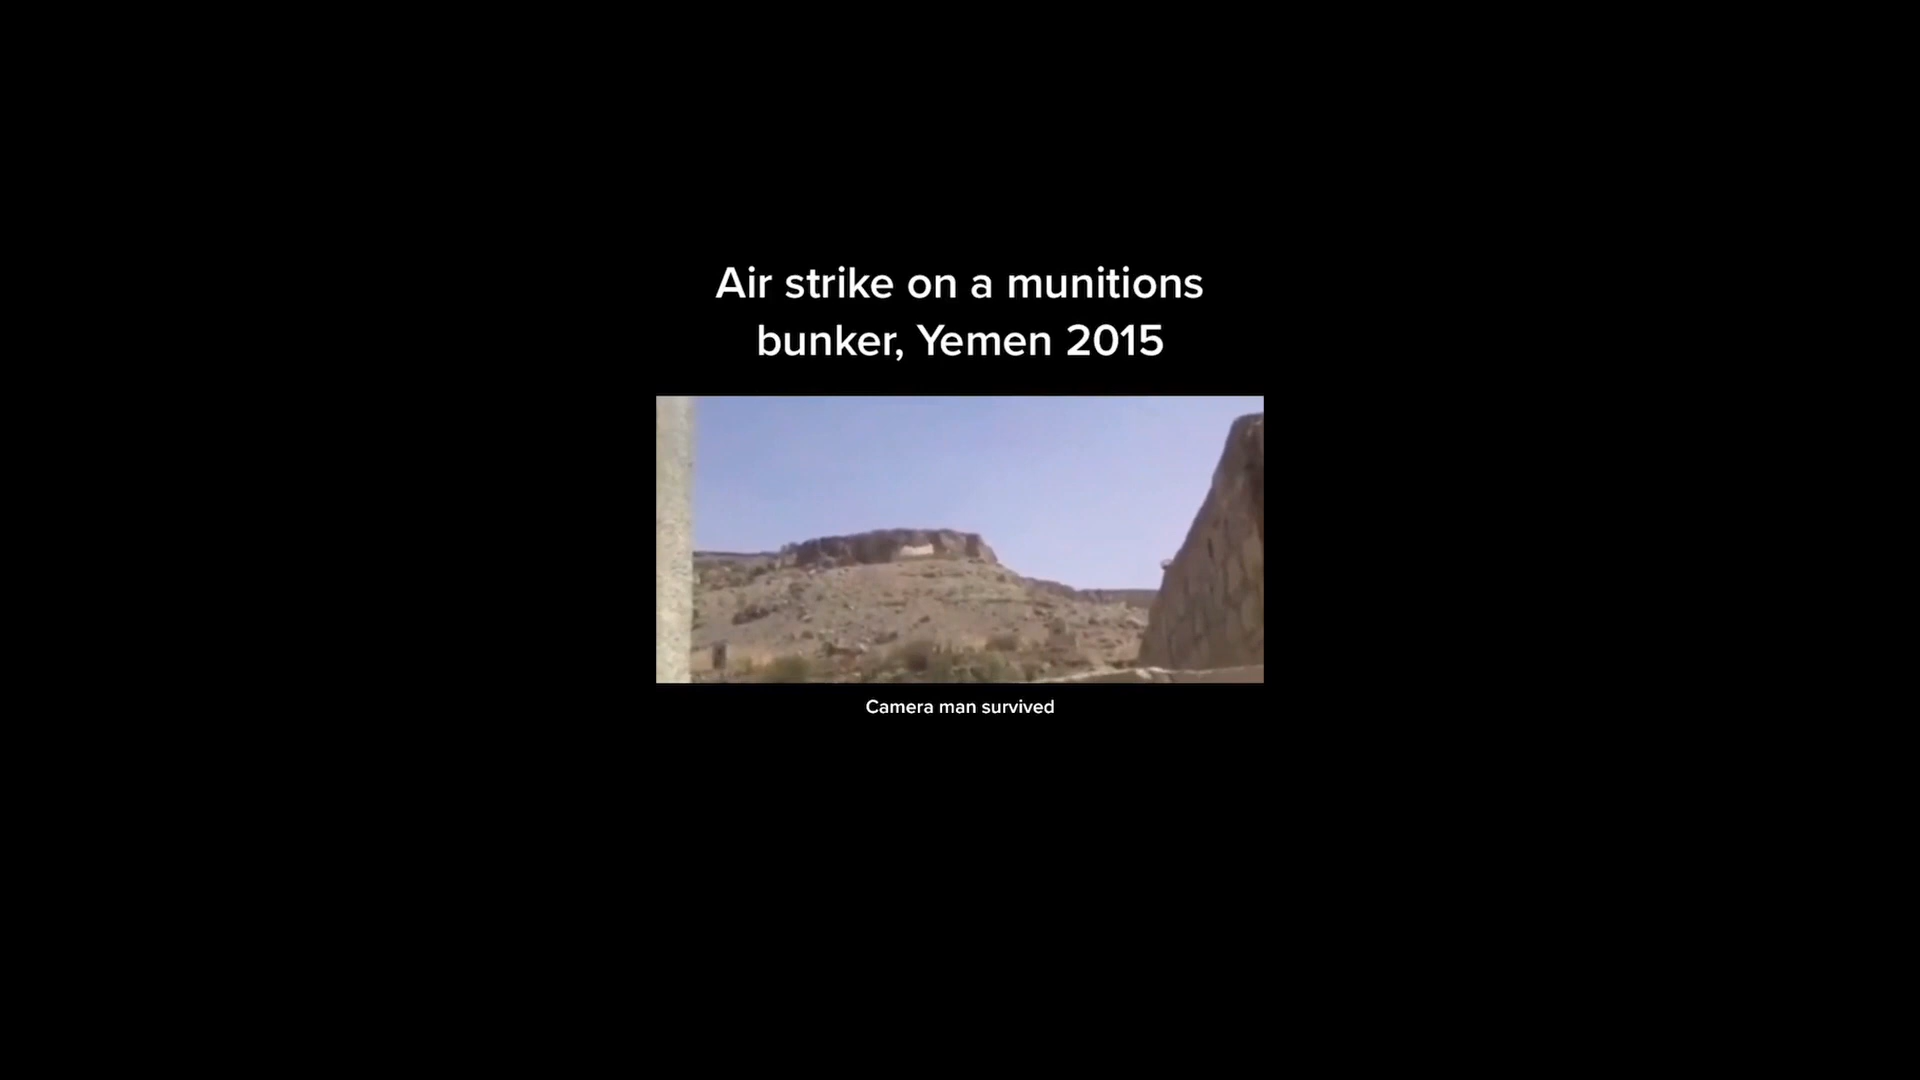 Air strike on a munitions
bunker, Yemen 2015
Camera man survived